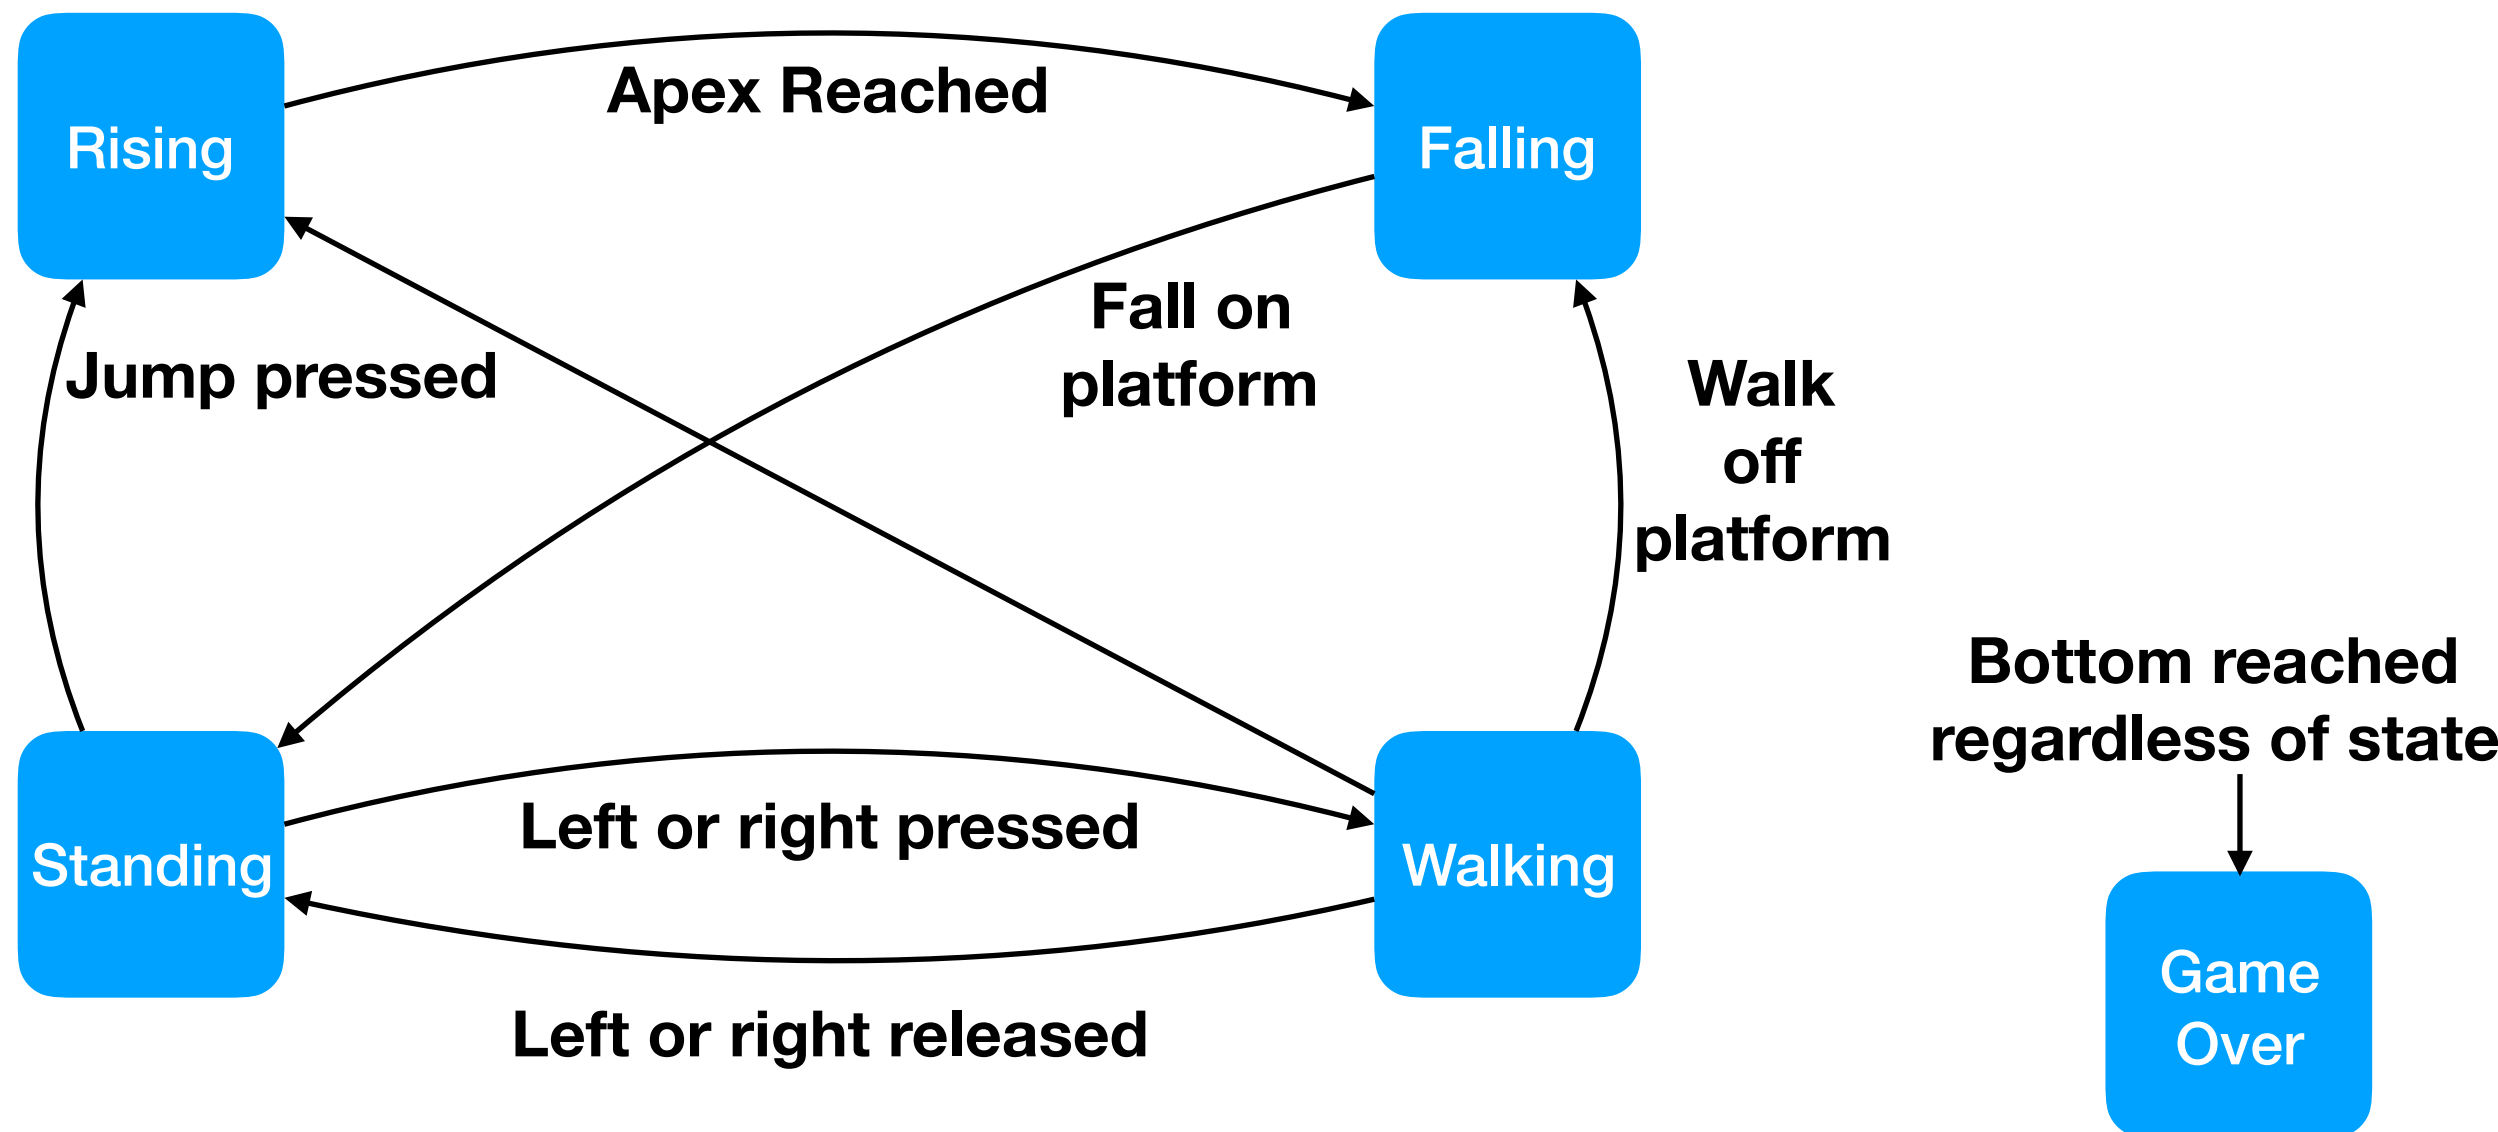 Apex Reached
Rising
Falling
Fall on
platform
Jump pressed
Walk
off
platform
Bottom reached
regardless of state
Left or right pressed
Standing
Walking
Game
Over
Left or right released